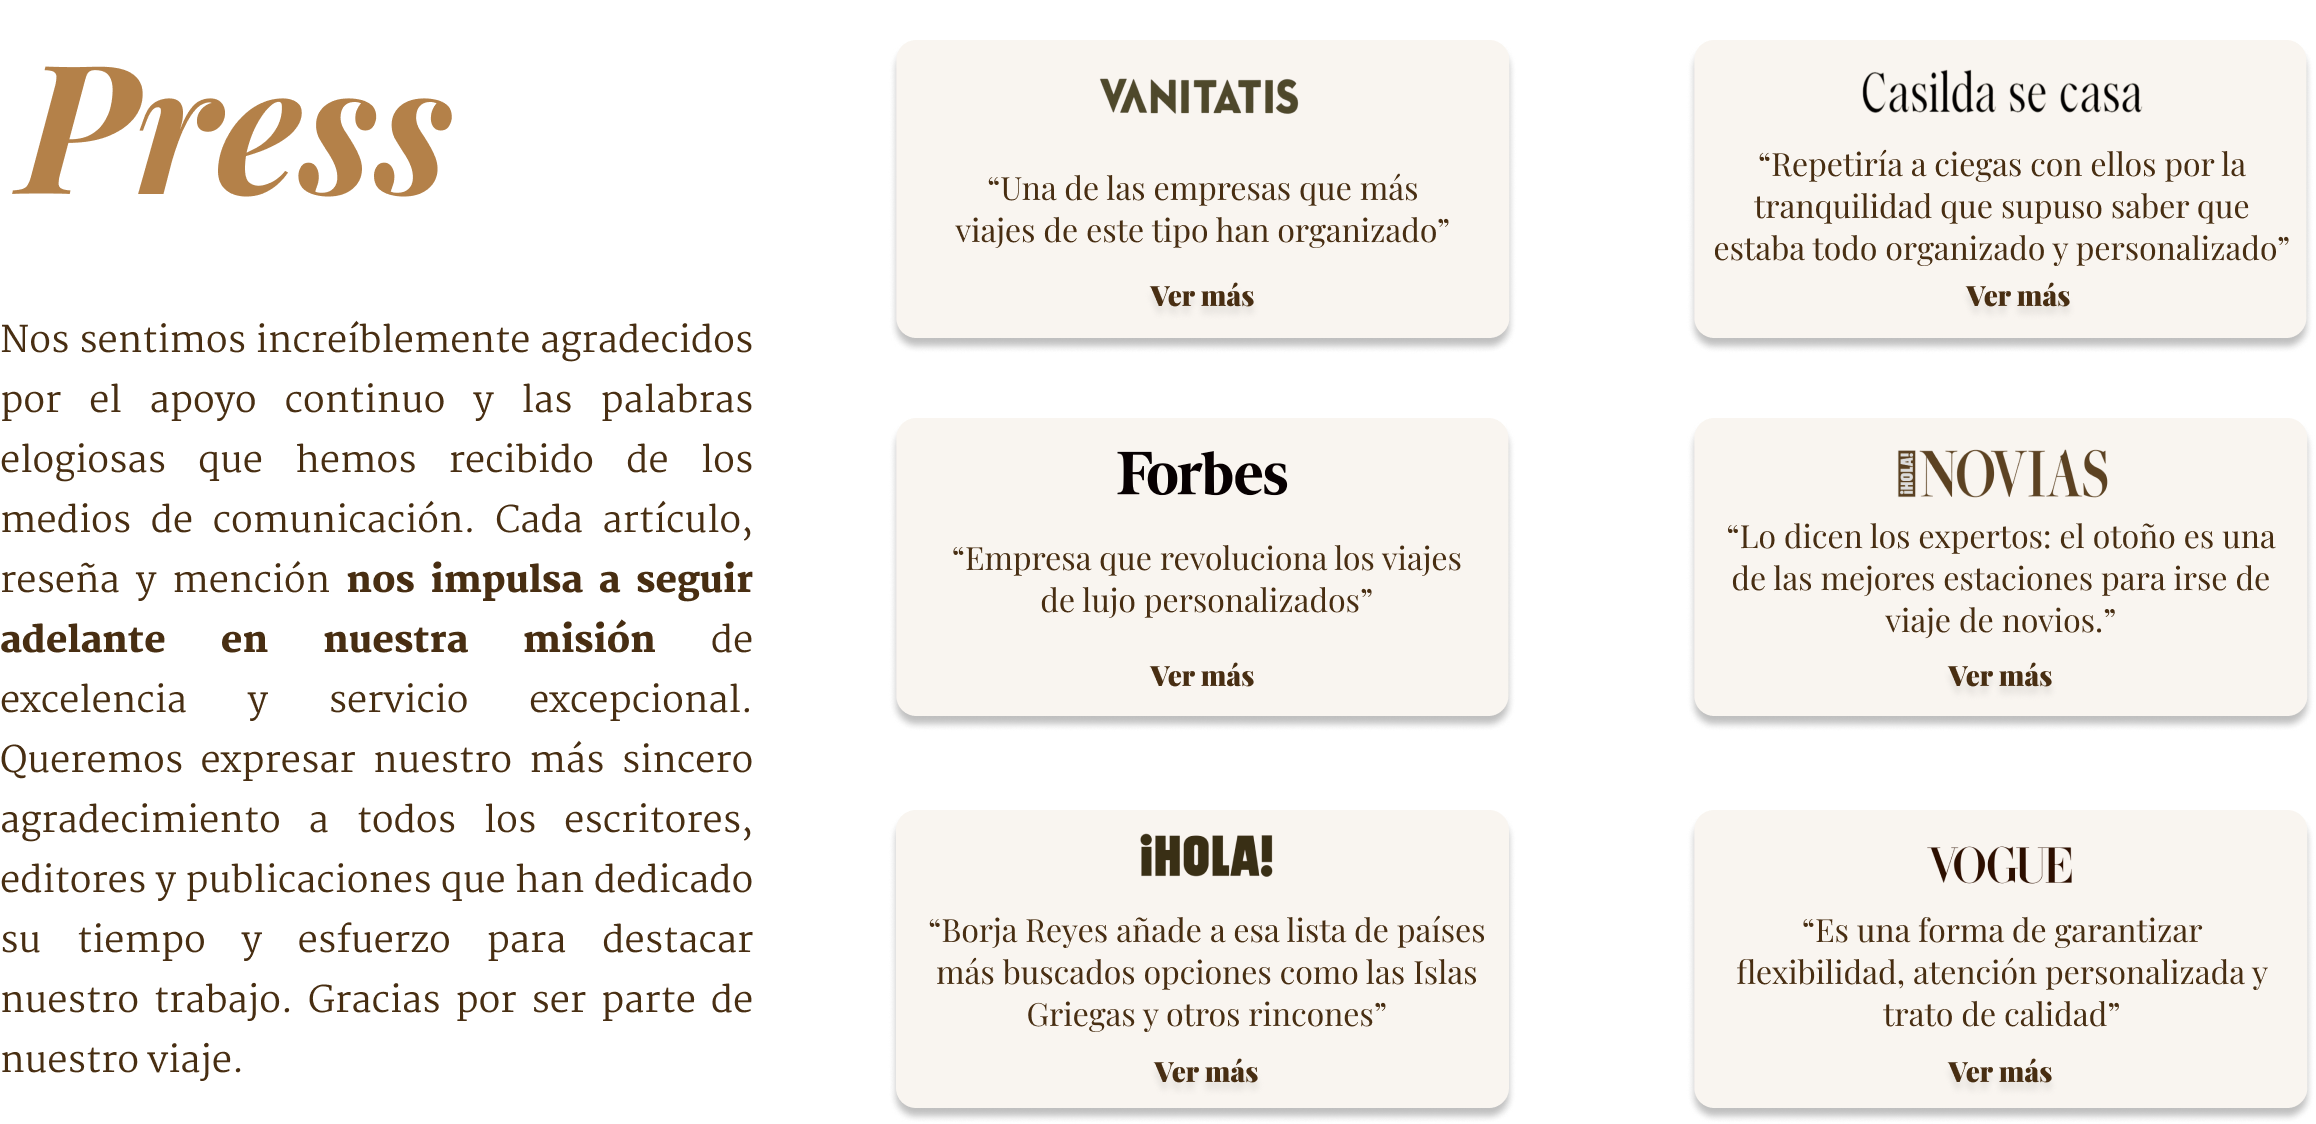 Press
Nos sentimos increíblemente agradecidos
por el apoyo continuo y las palabras
elogiosas que hemos recibido de los
medios de comunicación. Cada artículo,
reseña y mención nos impulsa a seguir
adelante en nuestra misión de
excelencia y servicio excepcional.
Queremos expresar nuestro más sincero
agradecimiento a todos los escritores,
editores y publicaciones que han dedicado
su tiempo y esfuerzo para destacar
nuestro trabajo. Gracias por ser parte de
nuestro viaje.
VANITATIS
“Una de las empresas que más
viajes de este tipo han organizado”
Ver más
Casilda se casa
“Repetiría a ciegas con ellos por la
tranquilidad que supuso saber que
estaba todo organizado y personalizado”
Ver más
Forbes
“Empresa que revoluciona los viajes
de lujo personalizados”
Ver más
¡HOLA! NOVIAS
“Lo dicen los expertos: el otoño es una
de las mejores estaciones para irse de
viaje de novios.”
Ver más
¡HOLA!
“Borja Reyes añade a esa lista de países
más buscados opciones como las Islas
Griegas y otros rincones”
Ver más
VOGUE
“Es una forma de garantizar
flexibilidad, atención personalizada y
trato de calidad”
Ver más